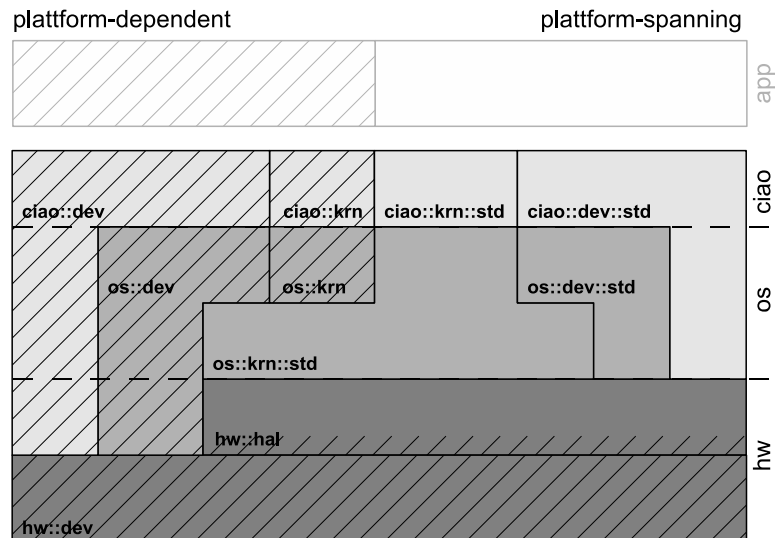 plattform-dependent plattform-spanning
app
ciao::dev ciao::krn ciao::krn::std ciao::dev::std
ciao
os::dev os::krn os::dev::std
os
os::krn::std
hw::hal
hw
hw::dev